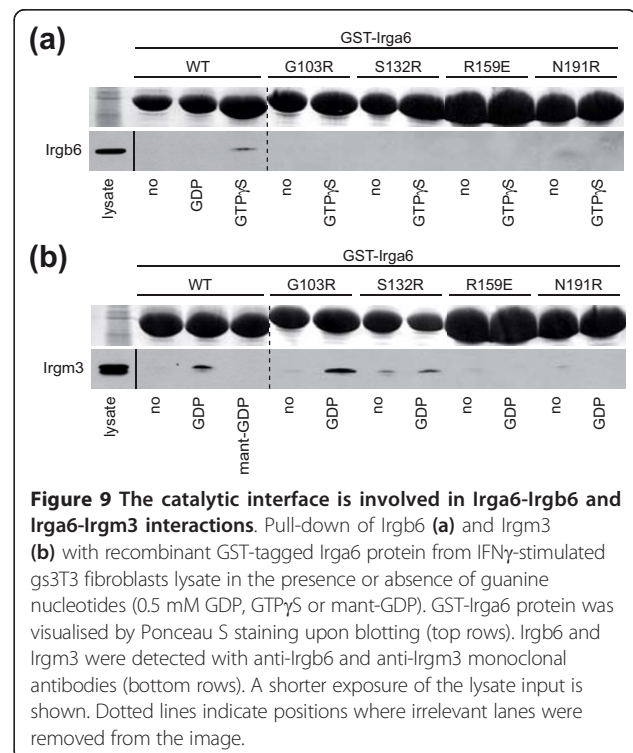 (a)
GST-Irga6
WT G103R S132R R159E N191R
Irgb6
lysate no GDP GTPγS no GTPγS no GTPγS no GTPγS no GTPγS
(b)
GST-Irga6
WT G103R S132R R159E N191R
Irgm3
lysate no GDP mant-GDP no GDP no GDP no GDP no GDP
Figure 9 The catalytic interface is involved in Irga6-Irgb6 and
Irga6-Irgm3 interactions. Pull-down of Irgb6 (a) and Irgm3
(b) with recombinant GST-tagged Irga6 protein from IFNγ-stimulated
gs3T3 fibroblasts lysate in the presence or absence of guanine
nucleotides (0.5 mM GDP, GTPγS or mant-GDP). GST-Irga6 protein was
visualised by Ponceau S staining upon blotting (top rows). Irgb6 and
Irgm3 were detected with anti-Irgb6 and anti-Irgm3 monoclonal
antibodies (bottom rows). A shorter exposure of the lysate input is
shown. Dotted lines indicate positions where irrelevant lanes were
removed from the image.